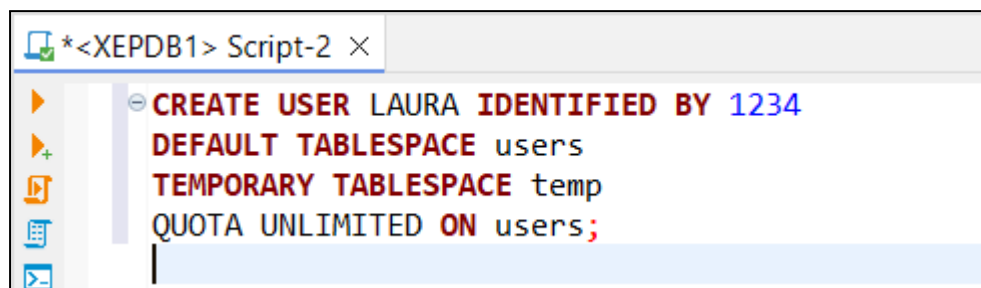 *<XEPDB1> Script-2
CREATE USER LAURA IDENTIFIED BY 1234
DEFAULT TABLESPACE users
TEMPORARY TABLESPACE temp
QUOTA UNLIMITED ON users;